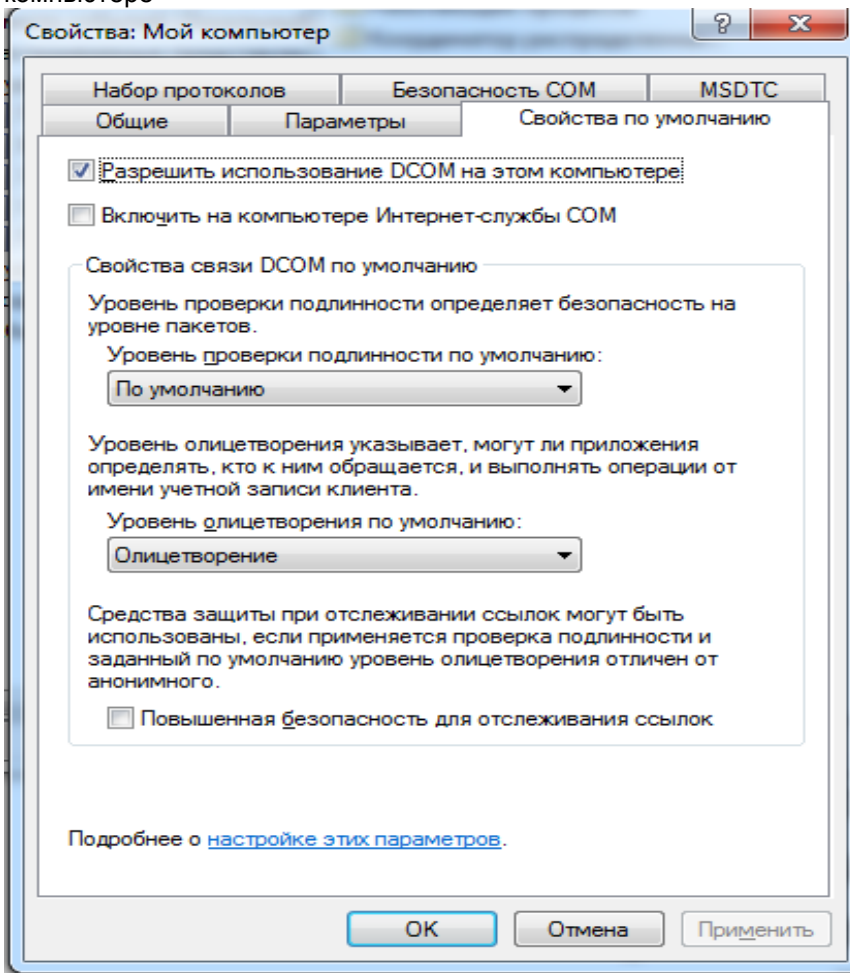 Свойства: Мой компьютер
Набор протоколов Безопасность COM MSDTC
Общие Параметры Свойства по умолчанию
Разрешить использование DCOM на этом компьютере
Включить на компьютере Интернет-службы COM
Свойства связи DCOM по умолчанию
Уровень проверки подлинности определяет безопасность на
уровне пакетов.
Уровень проверки подлинности по умолчанию:
По умолчанию
Уровень олицетворения указывает, могут ли приложения
определять, кто к ним обращается, и выполнять операции от
имени учетной записи клиента.
Уровень олицетворения по умолчанию:
Олицетворение
Средства защиты при отслеживании ссылок могут быть
использованы, если применяется проверка подлинности и
заданный по умолчанию уровень олицетворения отличен от
анонимного.
Повышенная безопасность для отслеживания ссылок
Подробнее о настройке этих параметров.
ОК Отмена Применить